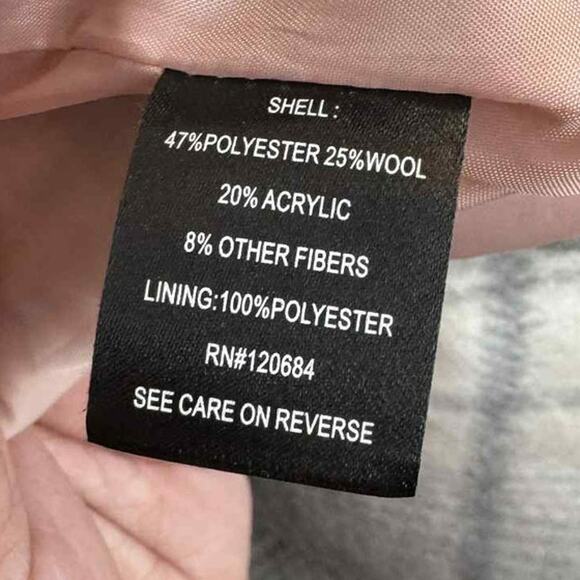 SHELL :
47%POLYESTER 25%WOOL
20% ACRYLIC
8% OTHER FIBERS
LINING:100%POLYESTER
RN#120684
SEE CARE ON REVERSE